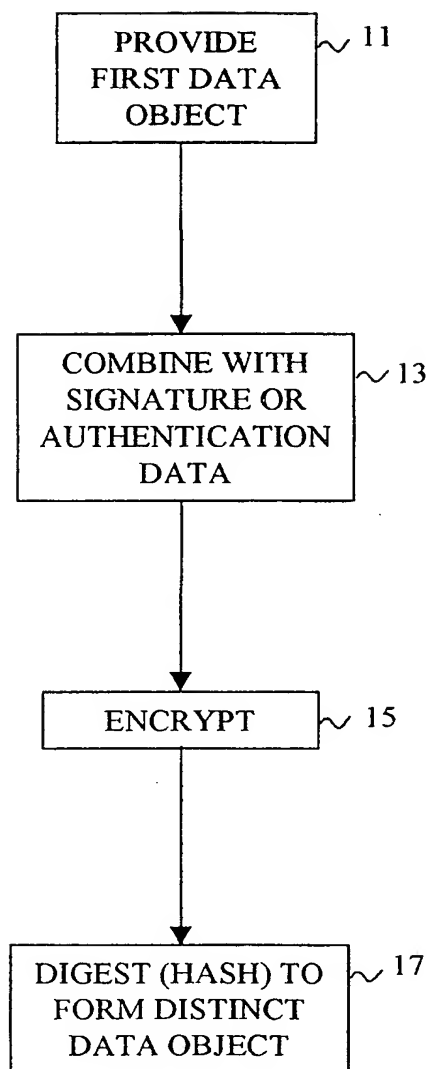 PROVIDE
FIRST DATA
OBJECT
11
COMBINE WITH
SIGNATURE OR
AUTHENTICATION
DATA
13
ENCRYPT
15
DIGEST (HASH) TO
FORM DISTINCT
DATA OBJECT
17